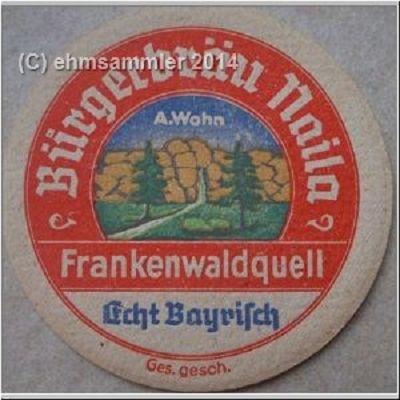 (C) ehmsammler 2014
Bürgerbräu Naila
A.Wohn
Frankenwaldquell
Echt Bayriſch
Ges. gesch.